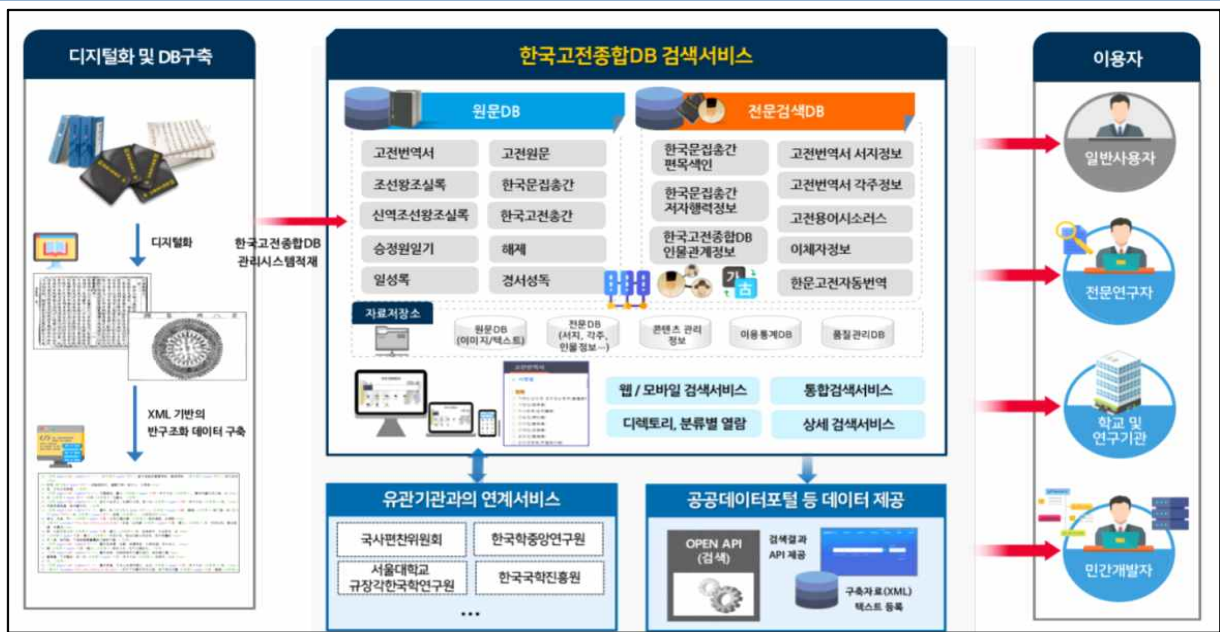 디지털화 및 DB구축
디지털화
XML 기반의
반구조화 데이터 구축
한국고전종합DB
관리시스템적재
한국고전종합DB 검색서비스
원문DB
고전번역서
고전원문
조선왕조실록
한국문집총간
신역조선왕조실록
한국고전총간
승정원일기
해제
일성록
경서성독
전문검색DB
한국문집총간
편목색인
고전번역서 서지정보
한국문집총간
저자행력정보
고전번역서 각주정보
고전용어시소러스
한국고전종합DB
인물관계정보
이체자정보
한문고전자동번역
가
古
자료저장소
원문DB
(이미지/텍스트)
전문DB
(서지, 각주,
인물정보…)
콘텐츠 관리
정보
이용통계DB
품질관리DB
고전번역서
웹 / 모바일 검색서비스
통합검색서비스
디렉토리, 분류별 열람
상세 검색서비스
유관기관과의 연계서비스
국사편찬위원회
한국학중앙연구원
서울대학교
규장각한국학연구원
한국국학진흥원
…
공공데이터포털 등 데이터 제공
OPEN API
(검색)
검색결과
API 제공
구축자료(XML)
텍스트 등록
이용자
일반사용자
전문연구자
학교 및
연구기관
민간개발자